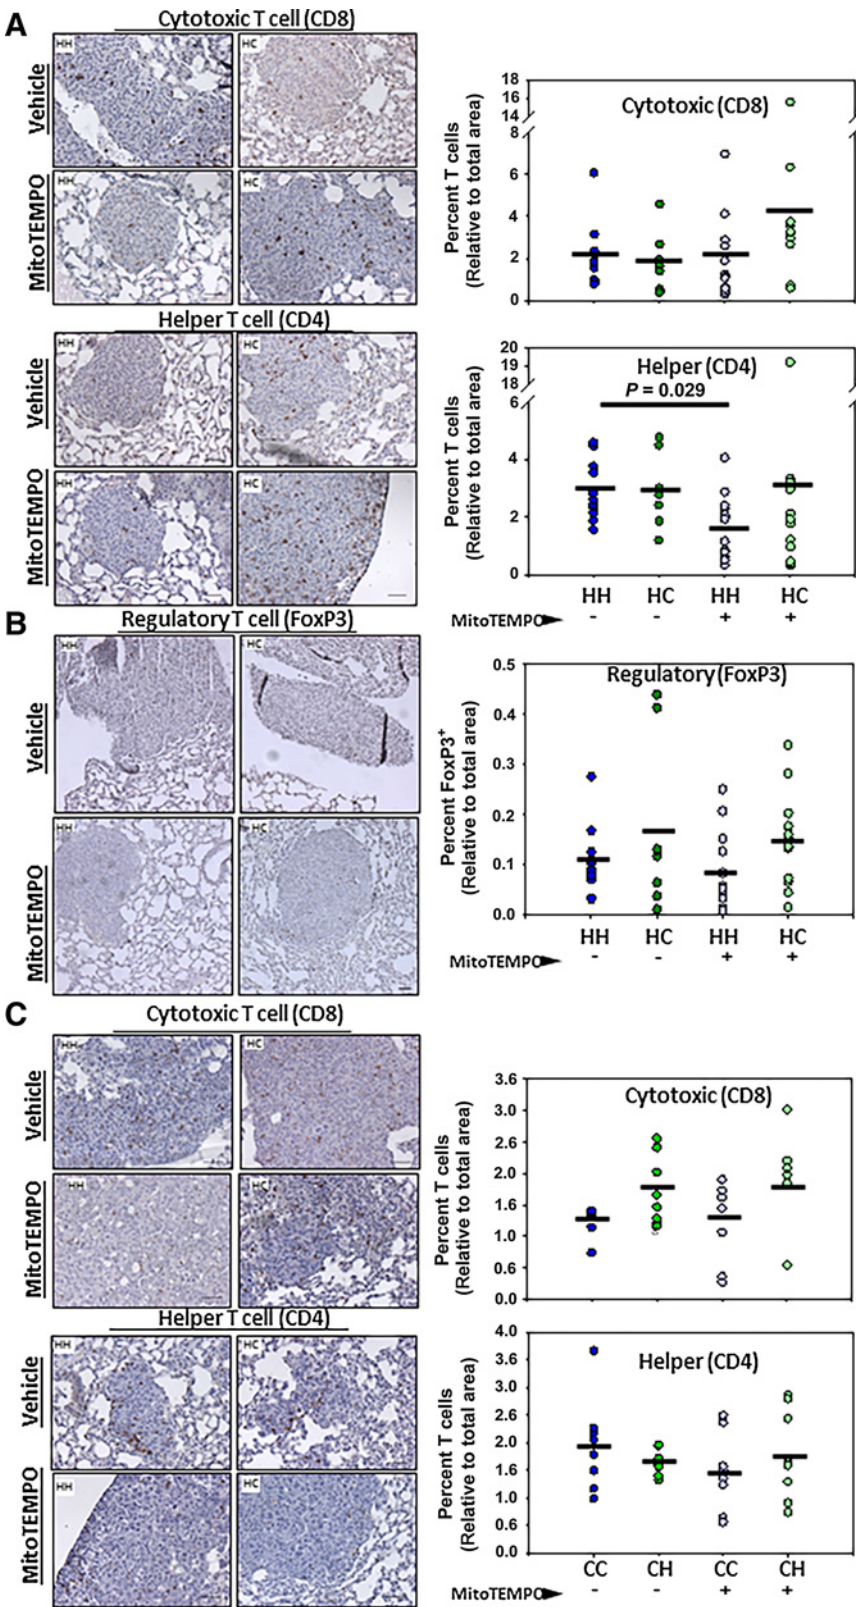 A
Cytotoxic T cell (CD8)
Vehicle
HH
HC
MitoTEMPO
HH
HC
Cytotoxic (CD8)
Percent T cells
(Relative to total area)
18
16
14
8
6
4
2
0
Helper T cell (CD4)
Vehicle
HH
HC
MitoTEMPO
HH
HC
Helper (CD4)
P = 0.029
Percent T cells
(Relative to total area)
20
19
18
6
4
2
0
HH HC HH HC
MitoTEMPO - - + +
B
Regulatory T cell (FoxP3)
Vehicle
HH
HC
MitoTEMPO
HH
HC
Regulatory (FoxP3)
Percent FoxP3+
(Relative to total area)
0.5
0.4
0.3
0.2
0.1
0.0
HH HC HH HC
MitoTEMPO - - + +
C
Cytotoxic T cell (CD8)
Vehicle
HH
HC
MitoTEMPO
HH
HC
Cytotoxic (CD8)
Percent T cells
(Relative to total area)
3.6
3.0
2.6
2.0
1.6
1.0
0.6
0.0
Helper T cell (CD4)
Vehicle
HH
HC
MitoTEMPO
HH
HC
Helper (CD4)
Percent T cells
(Relative to total area)
4.0
3.6
3.0
2.6
2.0
1.6
1.0
0.6
0.0
CC CH CC CH
MitoTEMPO - - + +